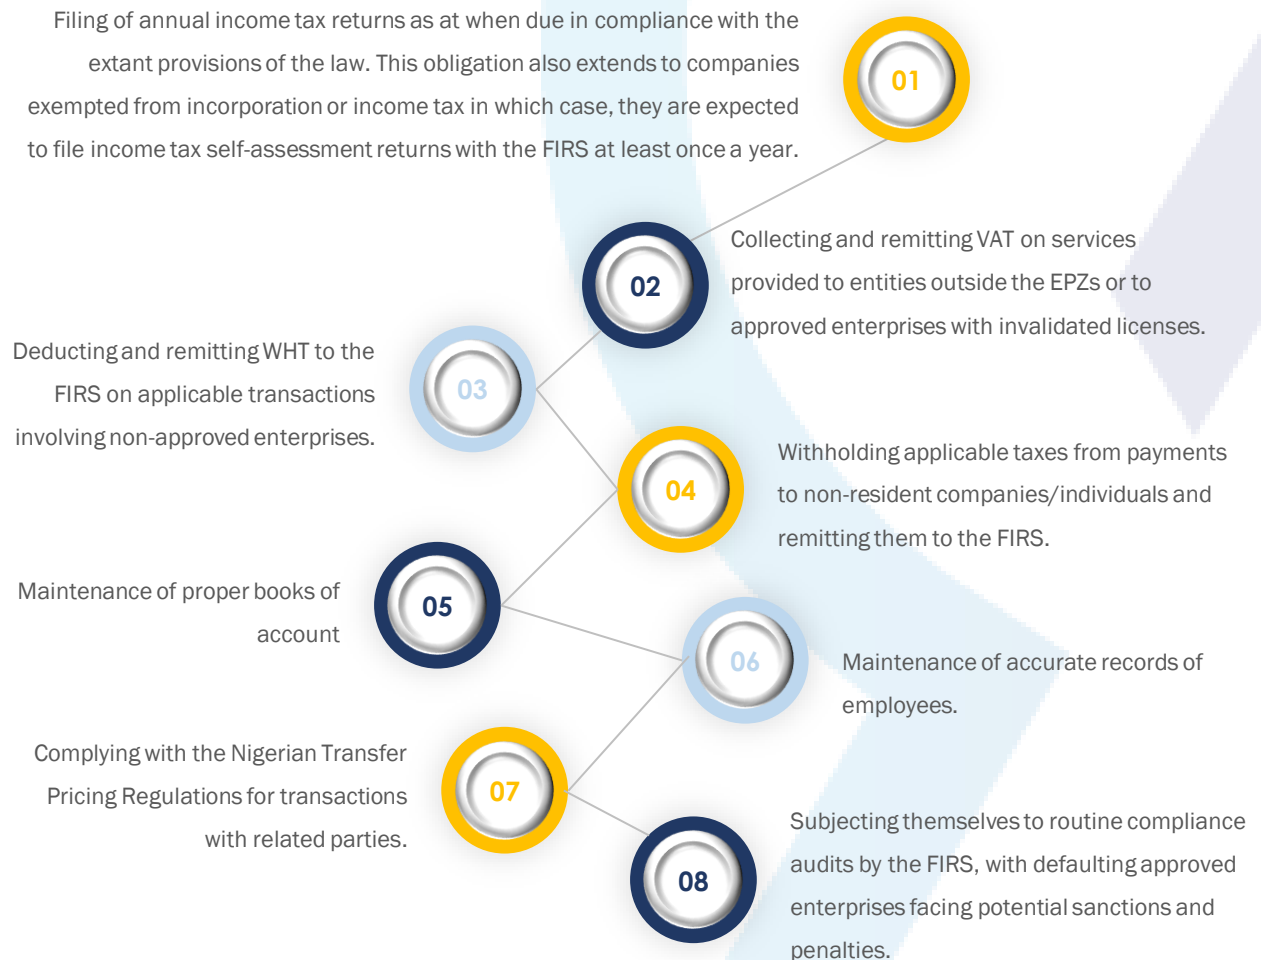 Filing of annual income tax returns as at when due in compliance with the
extant provisions of the law. This obligation also extends to companies
exempted from incorporation or income tax in which case, they are expected
to file income tax self-assessment returns with the FIRS at least once a year.
01
02
Collecting and remitting VAT on services
provided to entities outside the EPZs or to
approved enterprises with invalidated licenses.
Deducting and remitting WHT to the
FIRS on applicable transactions
involving non-approved enterprises.
03
04
Withholding applicable taxes from payments
to non-resident companies/individuals and
remitting them to the FIRS.
Maintenance of proper books of
account
05
06
Maintenance of accurate records of
employees.
Complying with the Nigerian Transfer
Pricing Regulations for transactions
with related parties.
07
08
Subjecting themselves to routine compliance
audits by the FIRS, with defaulting approved
enterprises facing potential sanctions and
penalties.